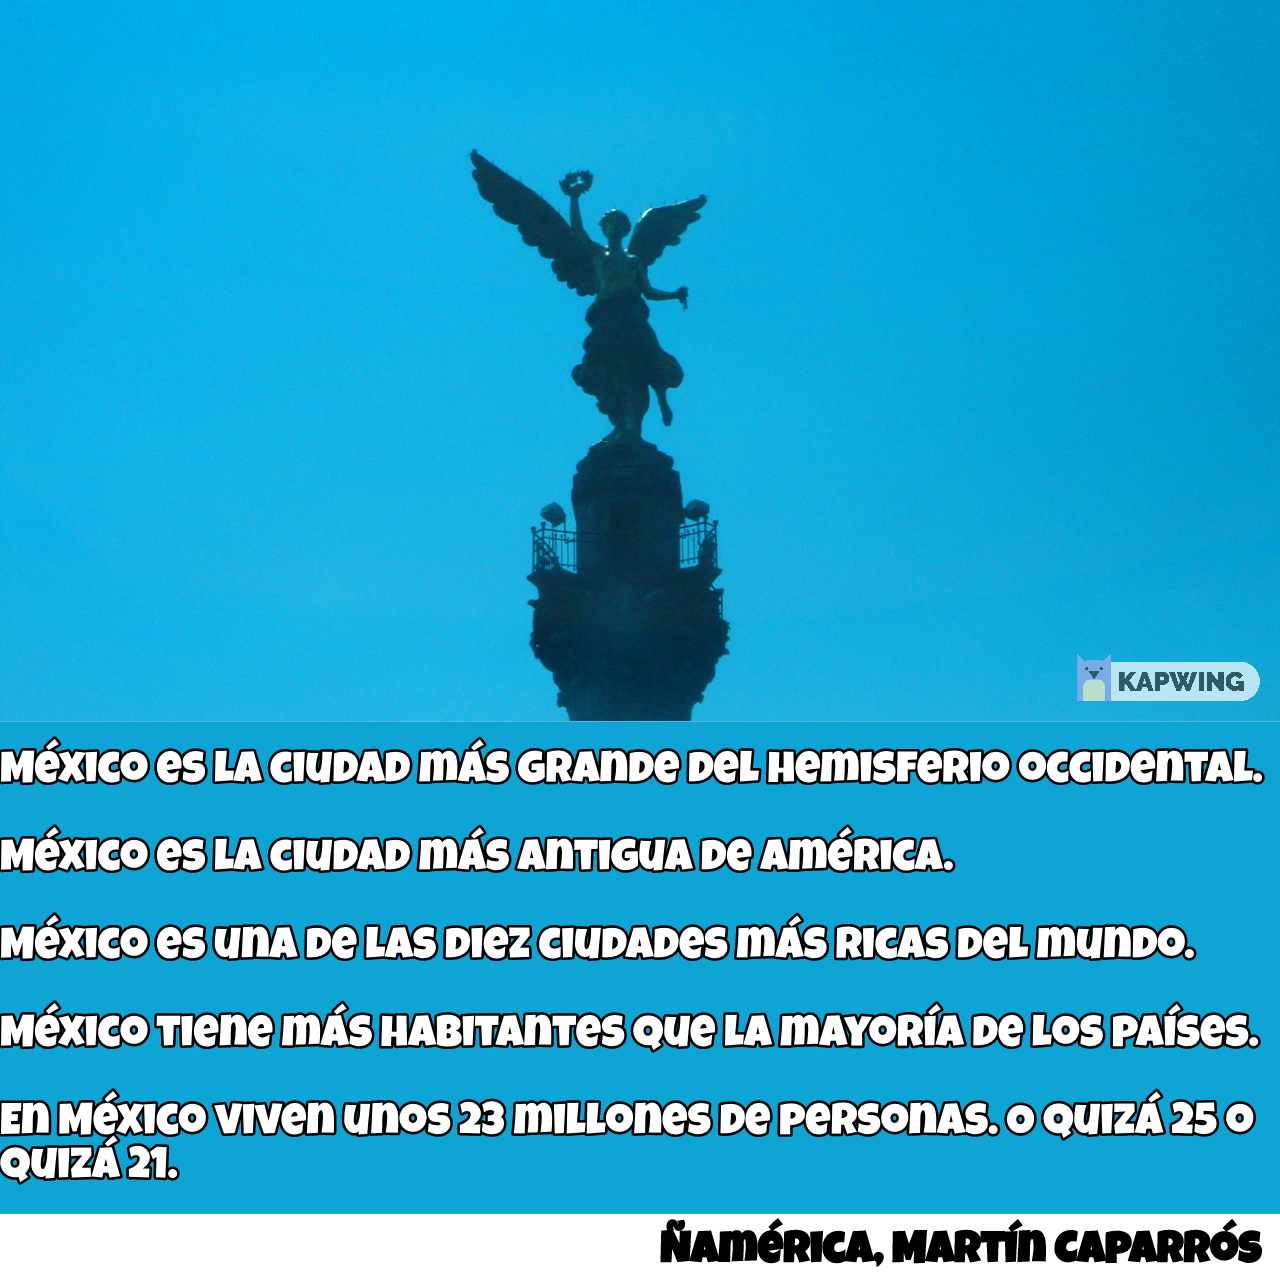 KAPWING
México es la ciudad más grande del hemisferio occidental.
México es la ciudad más antigua de América.
México es una de las diez ciudades más ricas del mundo.
México tiene más habitantes que la mayoría de los países.
En México viven unos 23 millones de personas. O quizá 25 o
quizá 21.
Ñamérica, Martín Caparrós